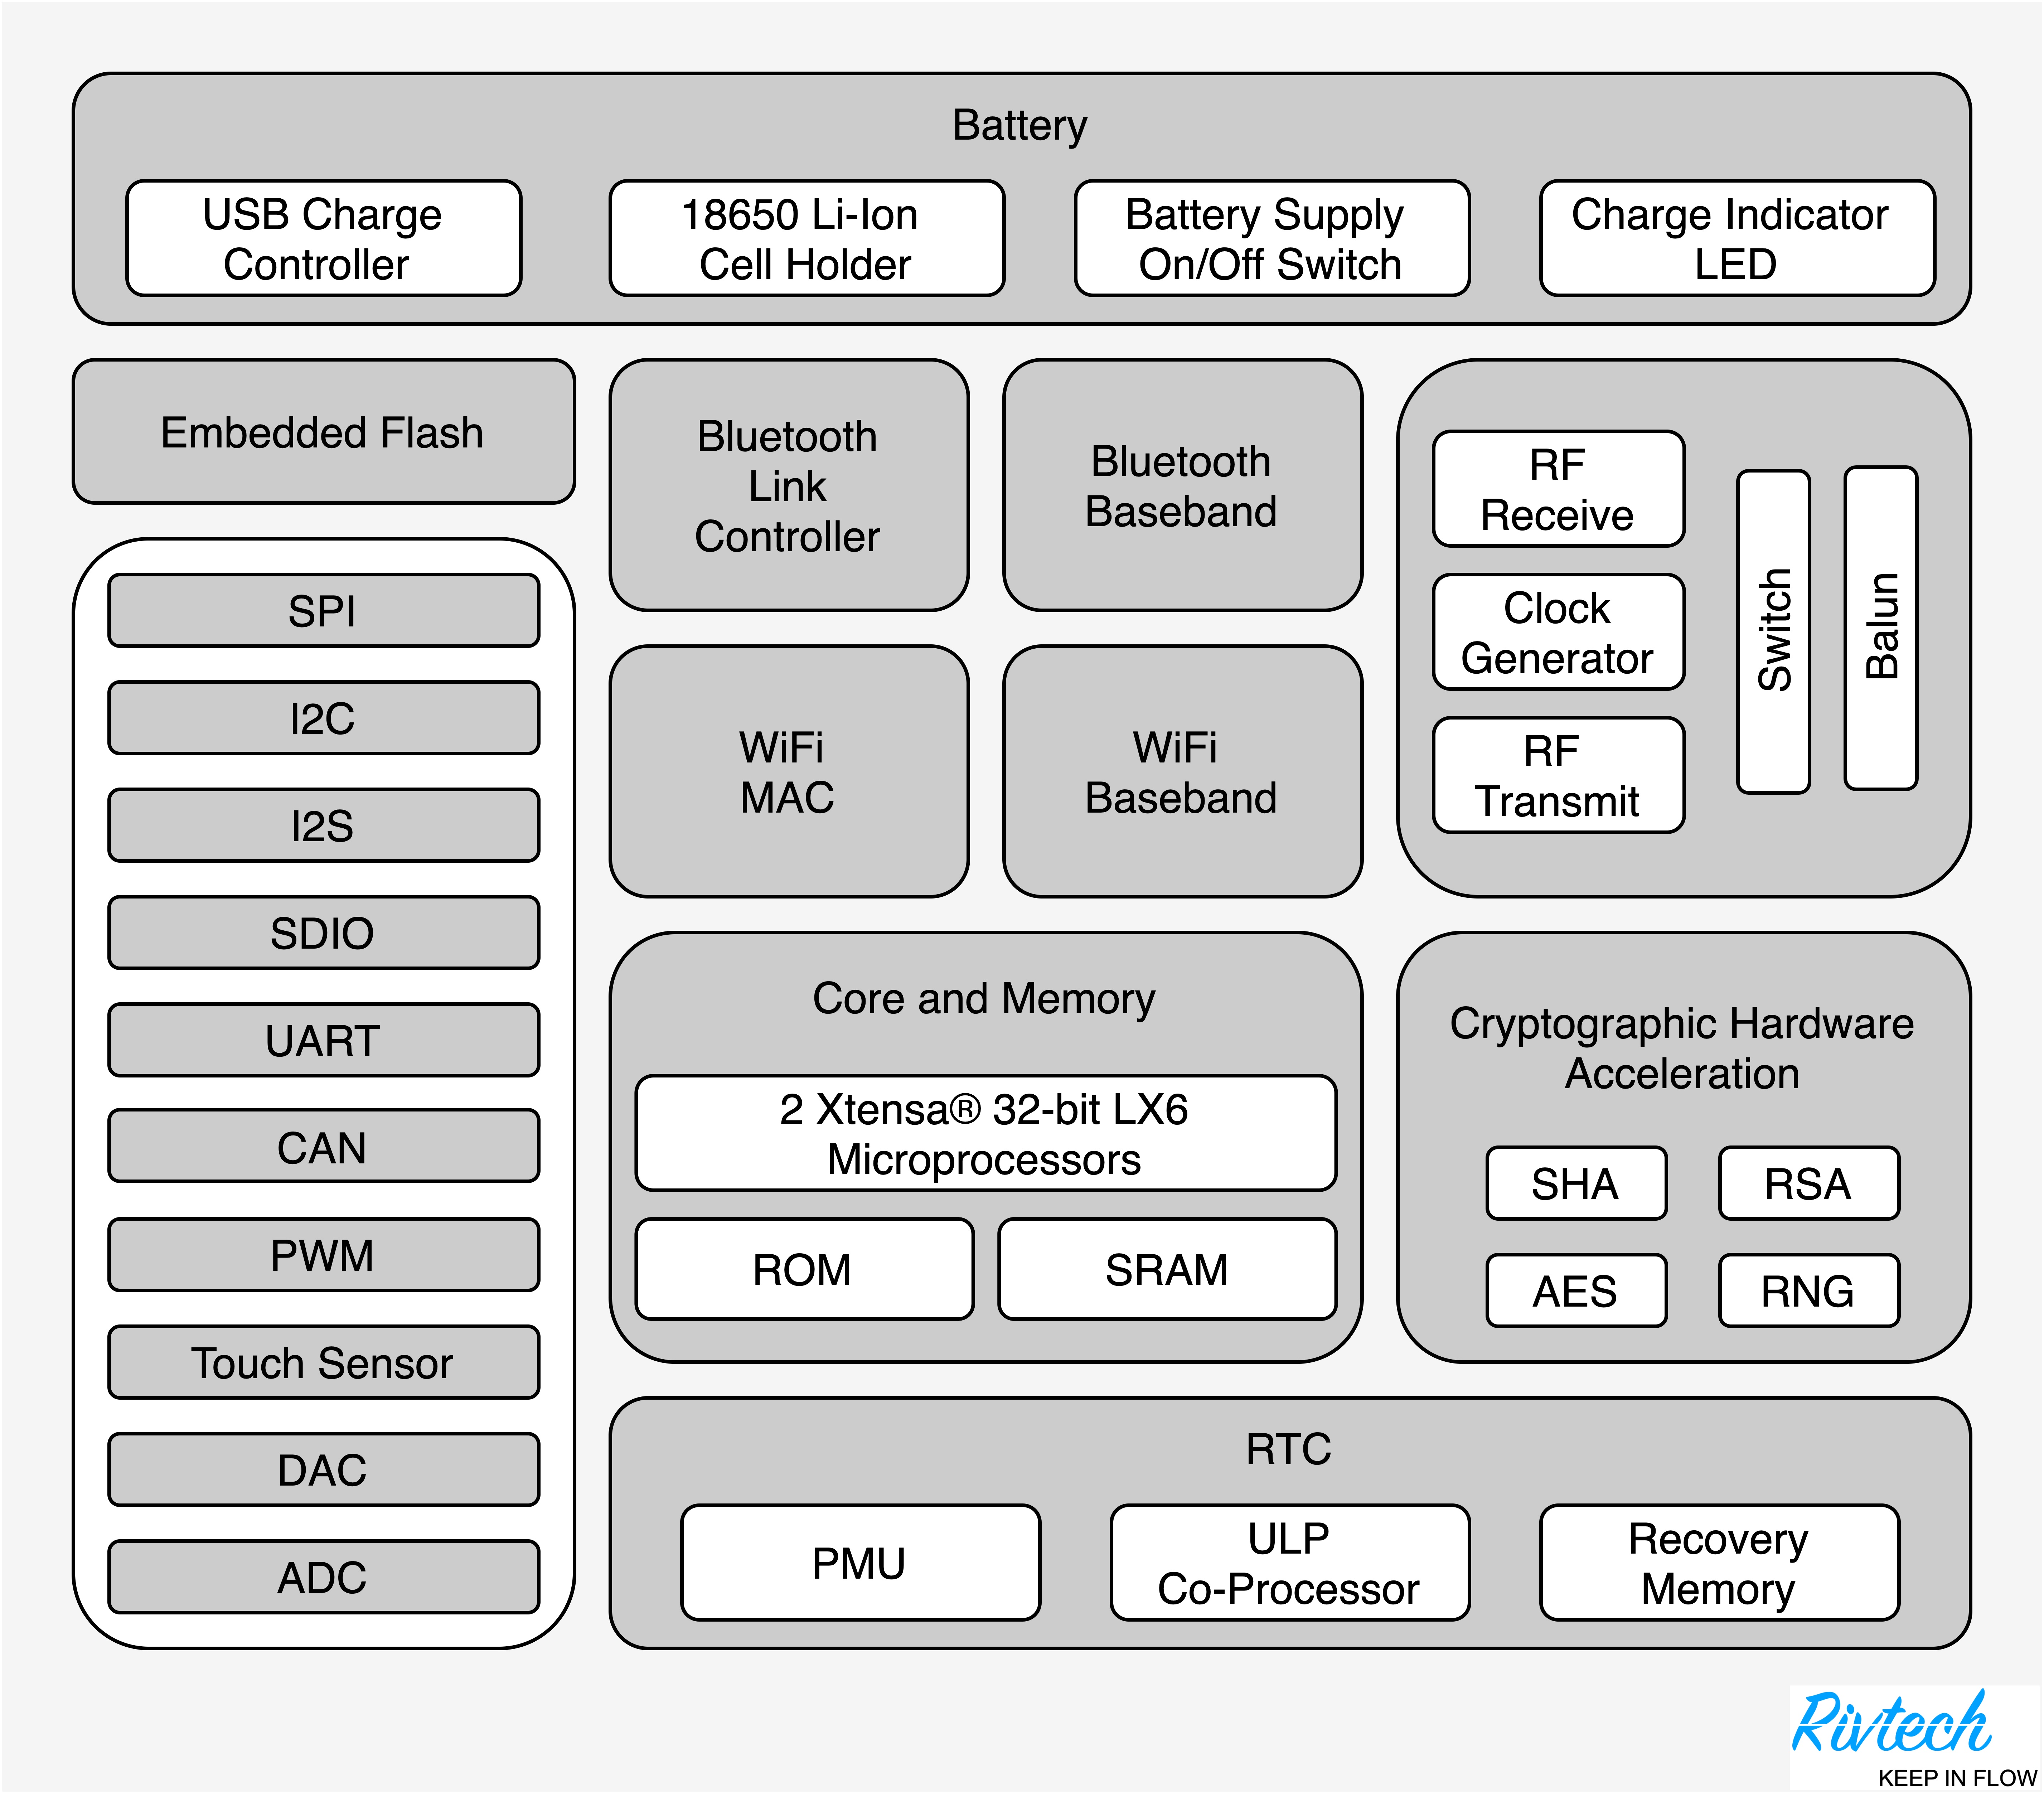 Battery
USB Charge
Controller
18650 Li-Ion
Cell Holder
Battery Supply
On/Off Switch
Charge Indicator
LED
Embedded Flash
SPI
I2C
I2S
SDIO
UART
CAN
PWM
Touch Sensor
DAC
ADC
Bluetooth
Link
Controller
Bluetooth
Baseband
WiFi
MAC
WiFi
Baseband
RF
Receive
Clock
Generator
RF
Transmit
Switch
Balun
Core and Memory
2 Xtensa® 32-bit LX6
Microprocessors
ROM
SRAM
Cryptographic Hardware
Acceleration
SHA
RSA
AES
RNG
RTC
PMU
ULP
Co-Processor
Recovery
Memory
Rivtech
KEEP IN FLOW